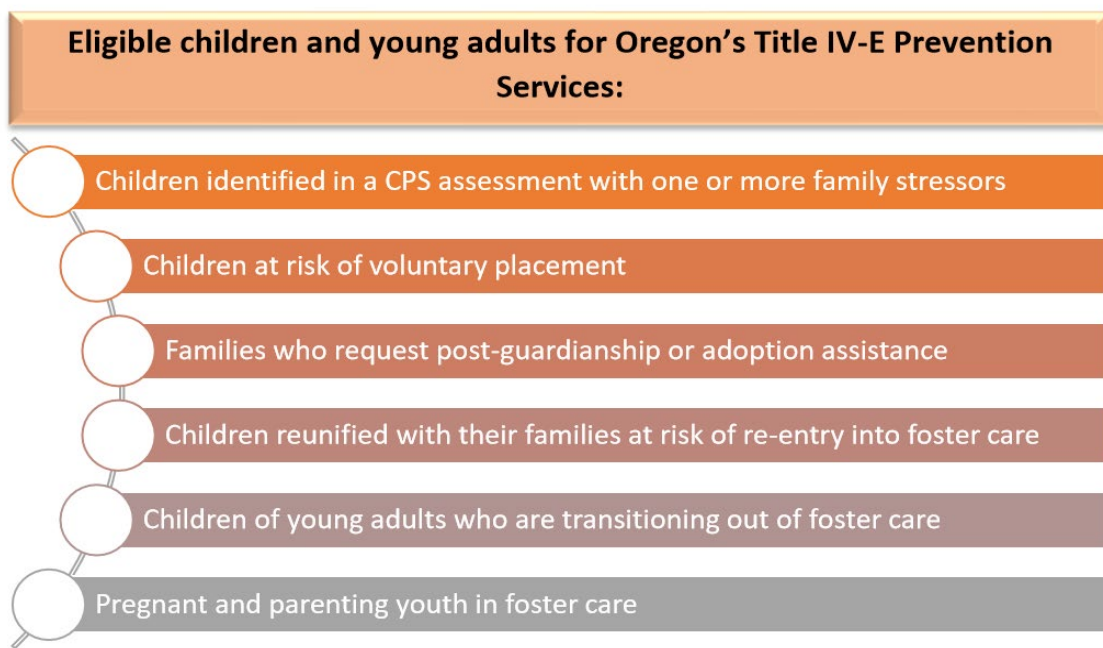 Eligible children and young adults for Oregon’s Title IV-E Prevention
Services:
Children identified in a CPS assessment with one or more family stressors
Children at risk of voluntary placement
Families who request post-guardianship or adoption assistance
Children reunified with their families at risk of re-entry into foster care
Children of young adults who are transitioning out of foster care
Pregnant and parenting youth in foster care